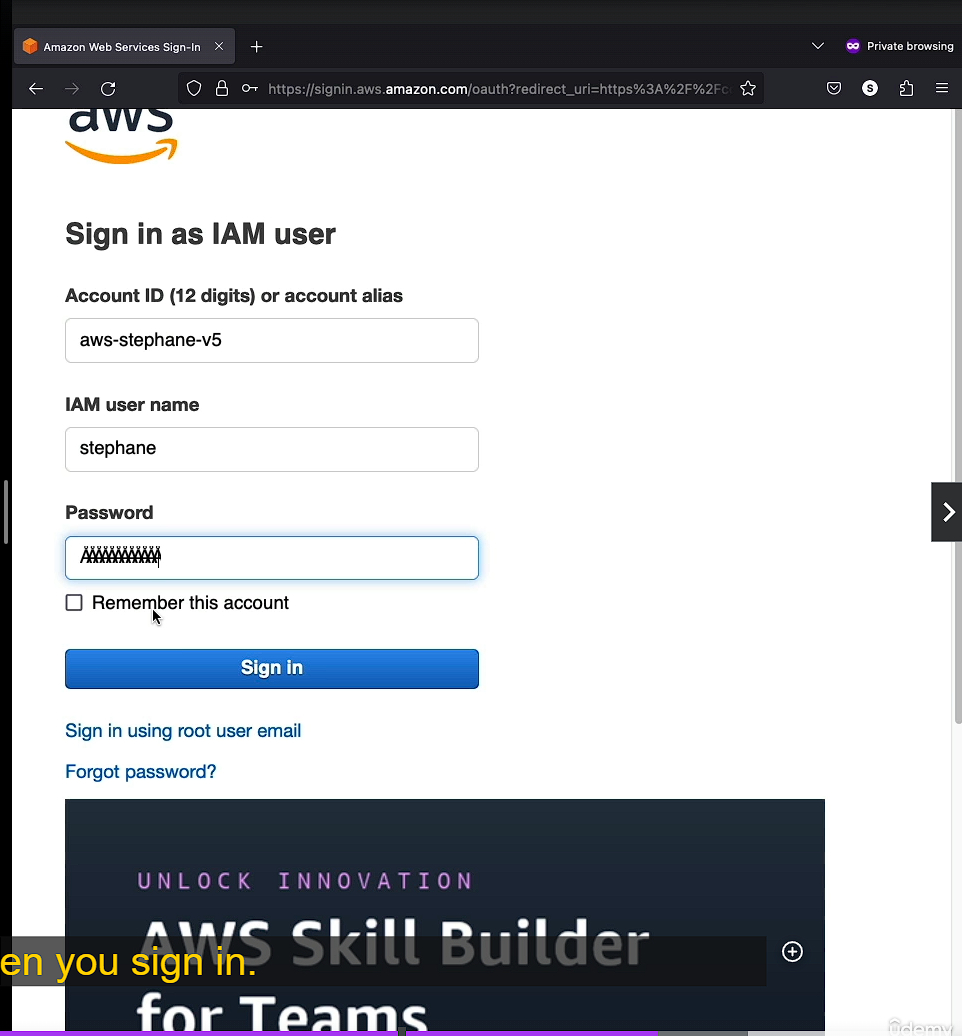 Amazon Web Services Sign-In
Private browsing
https://signin.aws.amazon.com/oauth?redirect_uri=https%3A%2F%2Fc
S
aws
Sign in as IAM user
Account ID (12 digits) or account alias
aws-stephane-v5
IAM user name
stephane
Password
Remember this account
Sign in
Sign in using root user email
Forgot password?
UNLOCK INNOVATION
AWS Skill Builder
en you sign in.
for Teams
ûdemy